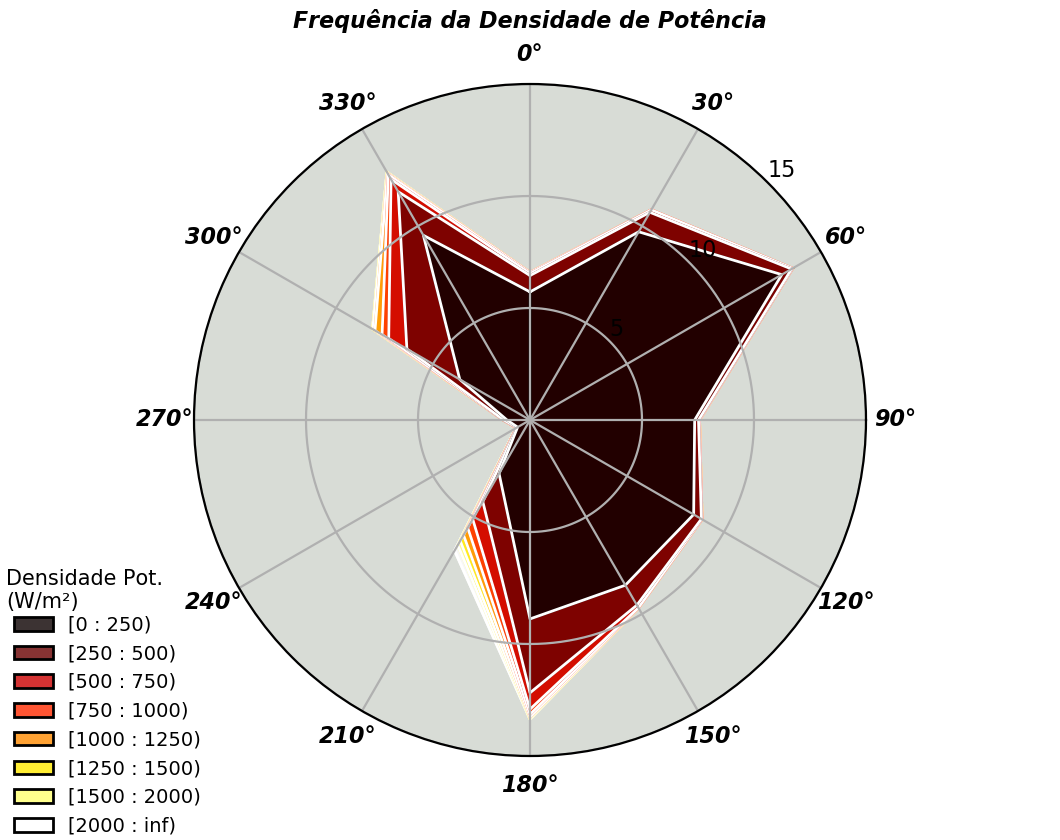 Frequência da Densidade de Potência
0°
330°
30°
15
300°
60°
10
5
270°
90°
Densidade Pot.
(W/m²)
240°
120°
[0 : 250)
[250 : 500)
[500 : 750)
[750 : 1000)
210°
150°
[1000 : 1250)
[1250 : 1500)
180°
[1500 : 2000)
[2000 : inf)